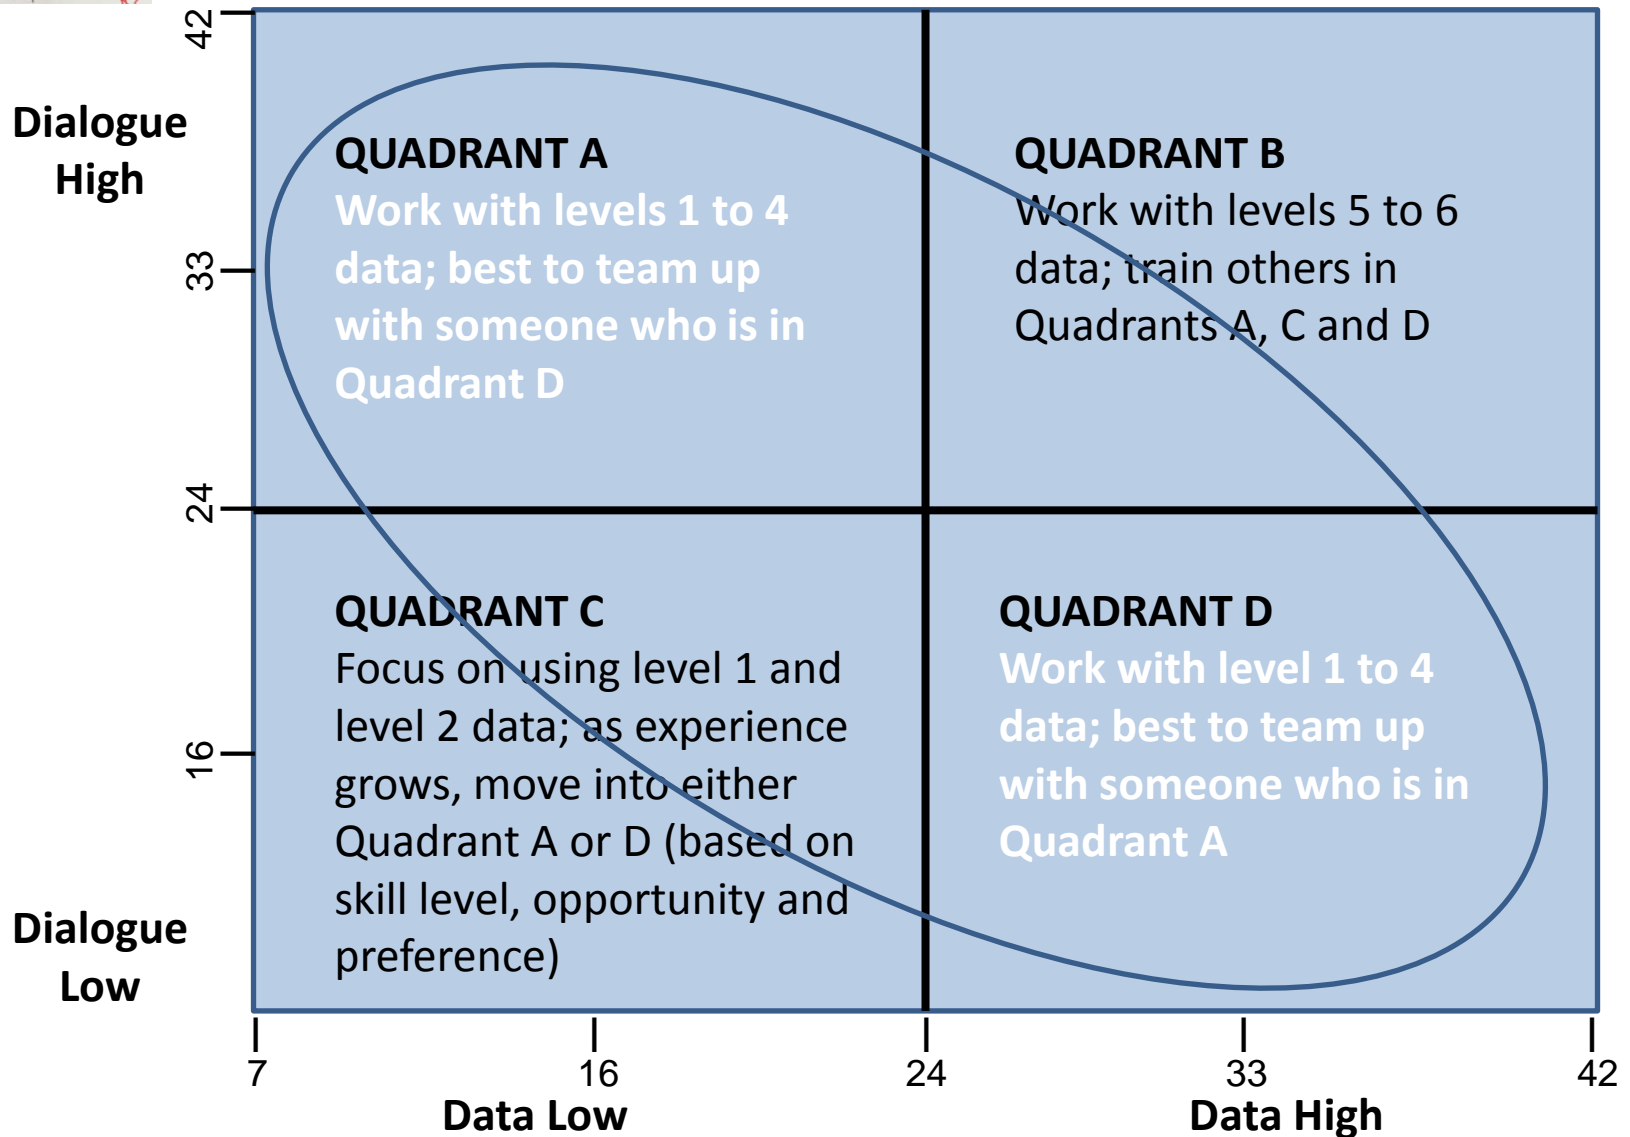 42
Dialogue
High
33
24
16
Dialogue
Low
QUADRANT A
Work with levels 1 to 4
data; best to team up
with someone who is in
Quadrant D
QUADRANT B
Work with levels 5 to 6
data; train others in
Quadrants A, C and D
QUADRANT C
Focus on using level 1 and
level 2 data; as experience
grows, move into either
Quadrant A or D (based on
skill level, opportunity and
preference)
QUADRANT D
Work with level 1 to 4
data; best to team up
with someone who is in
Quadrant A
7 16 24 33 42
Data Low Data High